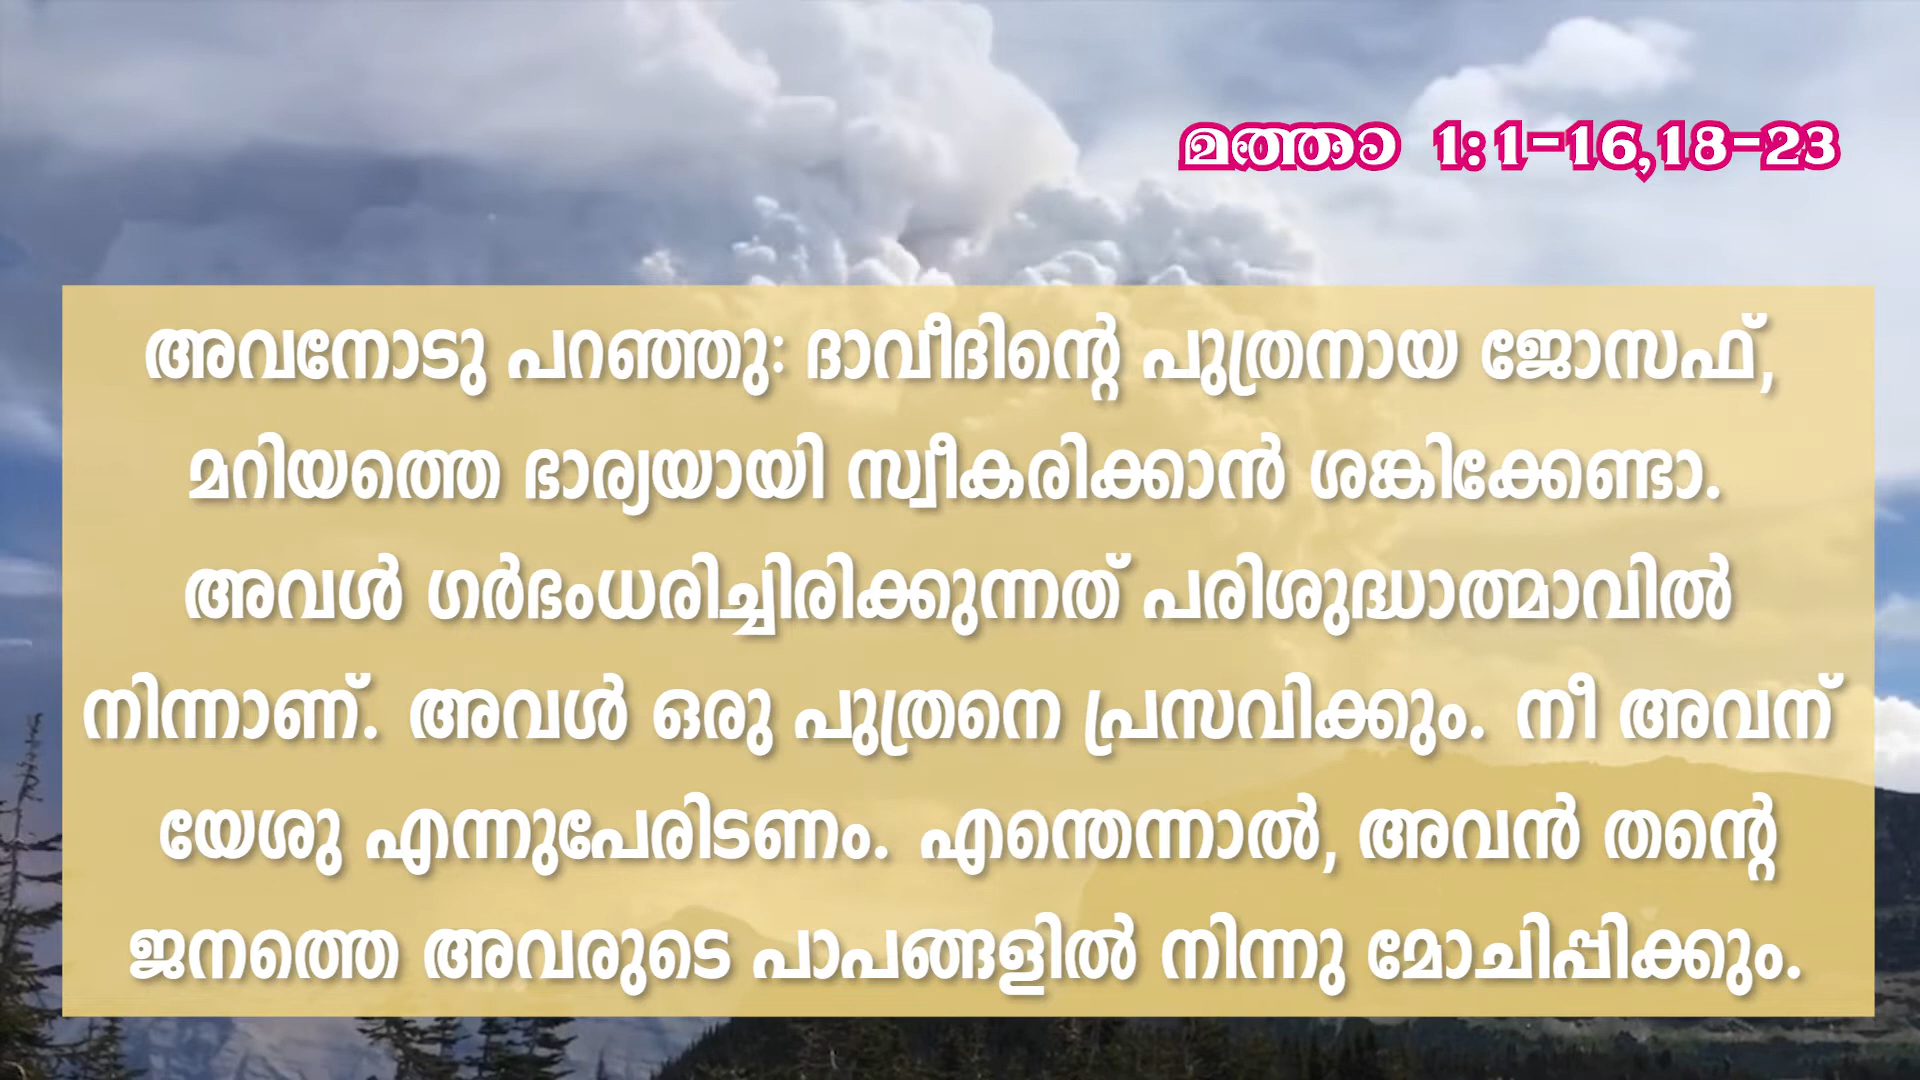 മത്താ 1:1-16,18-23
അവനോടു പറഞ്ഞു: ദാവീദിന്റെ പുത്രനായ ജോസഫ്,
മറിയത്തെ ഭാര്യയായി സ്വീകരിക്കാൻ ശങ്കിക്കേണ്ടാ.
അവൾ ഗർഭംധരിച്ചിരിക്കുന്നത് പരിശുദ്ധാത്മാവിൽ
നിന്നാണ്. അവൾ ഒരു പുത്രനെ പ്രസവിക്കും. നീ അവന്
യേശു എന്നുപേരിടണം. എന്തെന്നാൽ, അവൻ തന്റെ
ജനത്തെ അവരുടെ പാപങ്ങളിൽ നിന്നു മോചിപ്പിക്കും.